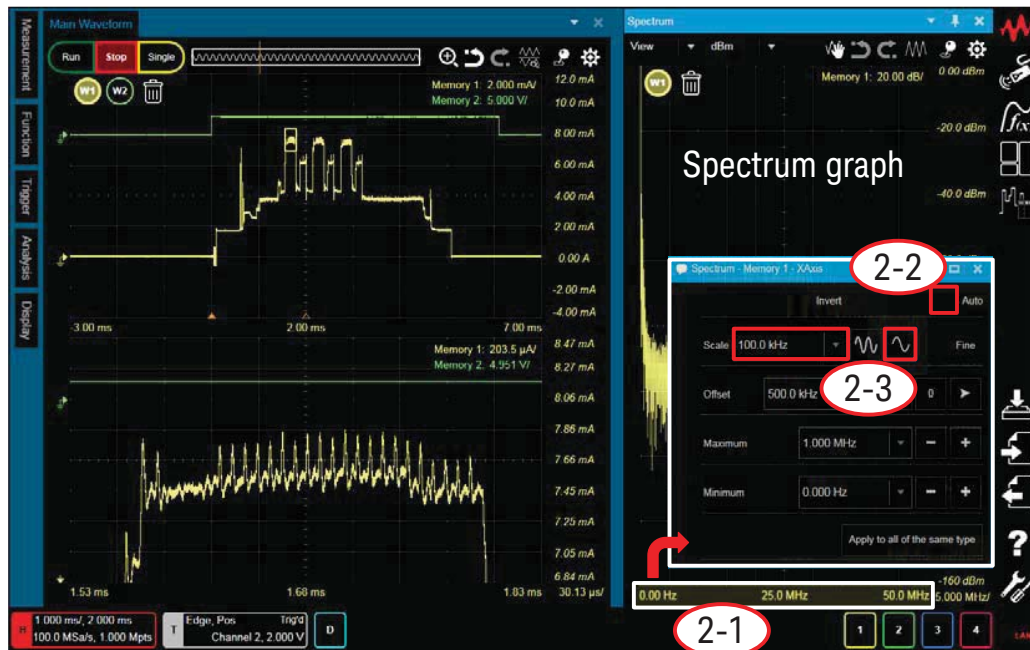 Measurement
Function
Trigger
Analysis
Display
Main Waveform
Run
Stop
Single
W1
W2
Memory 1: 2.000 mA/
Memory 2: 5.000 V/
12.0 mA
10.0 mA
8.00 mA
6.00 mA
4.00 mA
2.00 mA
0.00 A
-2.00 mA
-4.00 mA
-3.00 ms
2.00 ms
7.00 ms
Memory 1: 203.5 µA/
Memory 2: 4.951 V/
8.47 mA
8.27 mA
8.06 mA
7.86 mA
7.66 mA
7.45 mA
7.25 mA
7.05 mA
6.84 mA
1.53 ms
1.68 ms
1.83 ms
30.13 µs/
Spectrum
View
dBm
W1
Memory 1: 20.00 dB/
0.00 dBm
-20.0 dBm
-40.0 dBm
Spectrum graph
Spectrum - Memory 1 - XAxis
2-2
Invert
Auto
Scale
100.0 kHz
Fine
Offset
500.0 kHz
2-3
0
Maximum
1.000 MHz
Minimum
0.000 Hz
Apply to all of the same type
-160 dBm
0.00 Hz
25.0 MHz
50.0 MHz
5.000 MHz/
2-1
f(x)
?
H
1.000 ms/, 2.000 ms
100.0 MSa/s, 1.000 Mpts
T
Edge, Pos
Trig'd
Channel 2, 2.000 V
D
1
2
3
4
LAN